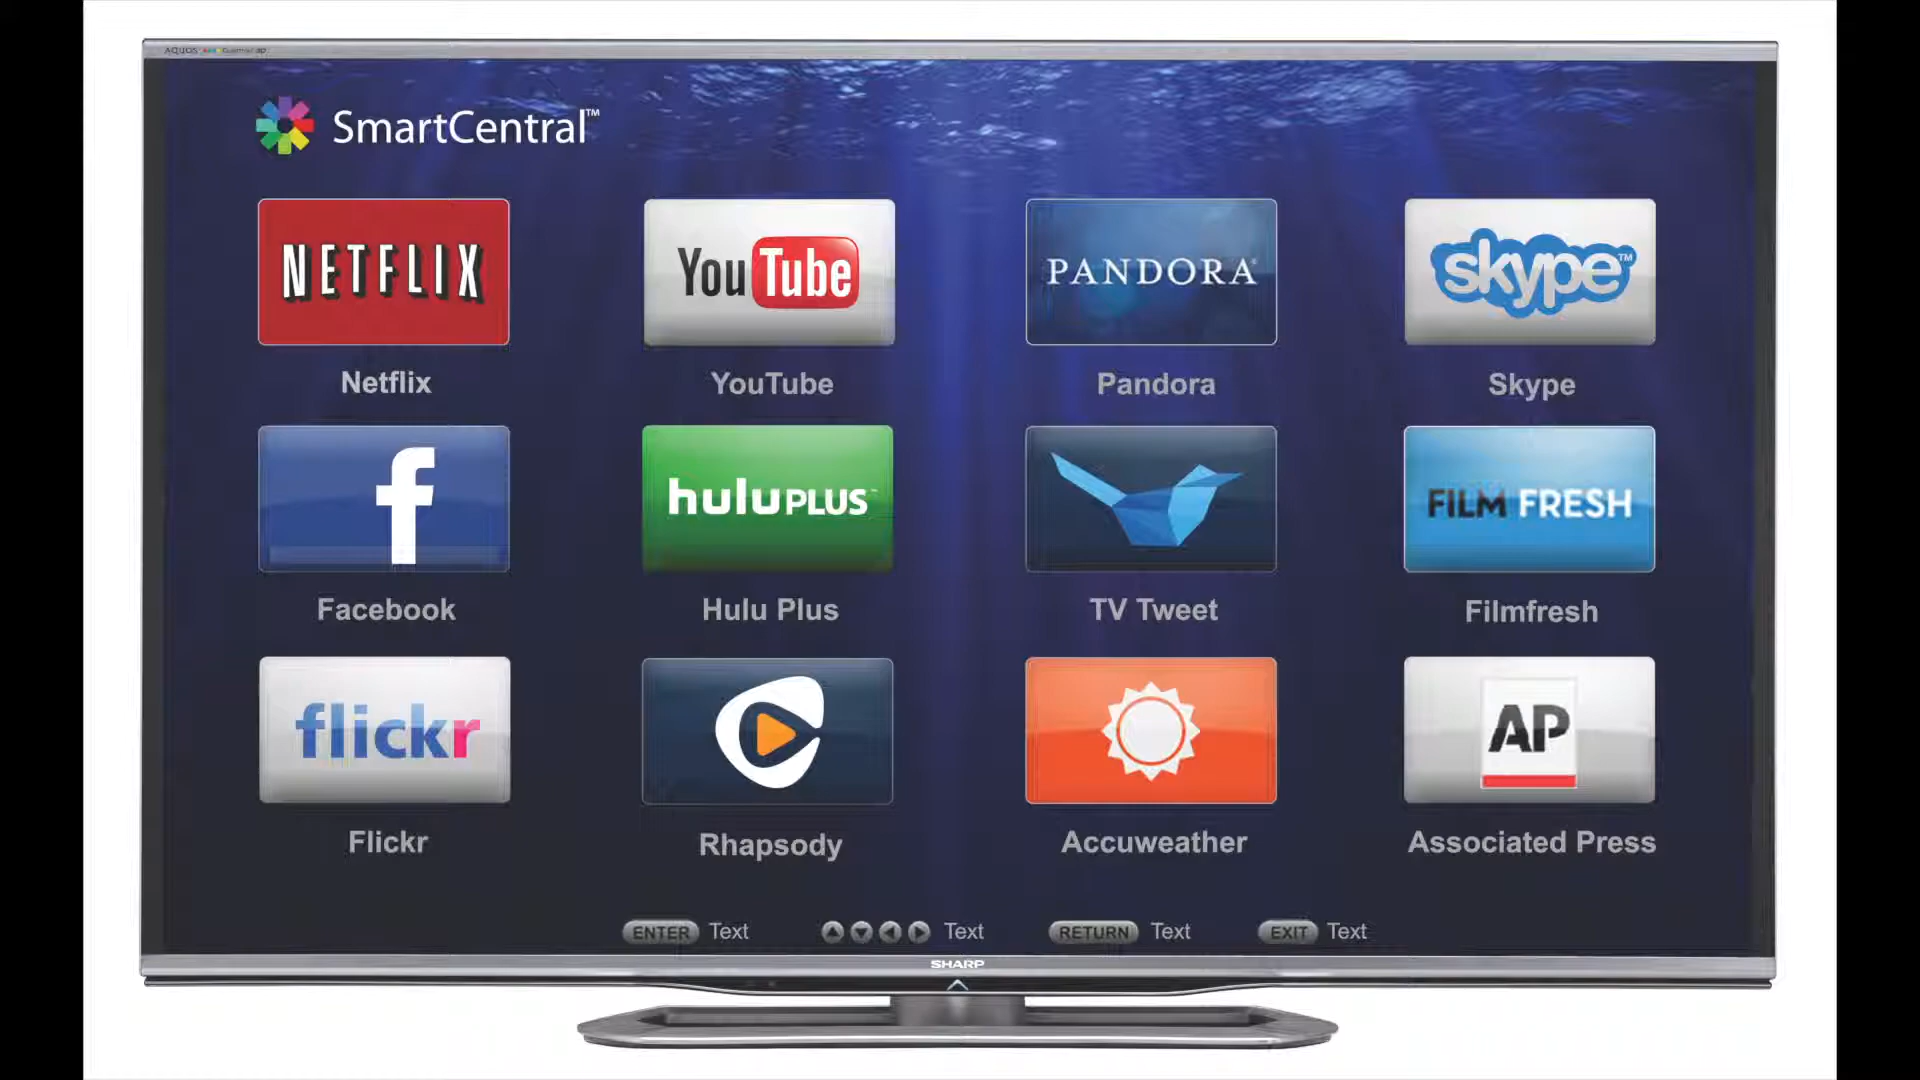 AQUOS
SmartCentral™
NETFLIX
YouTube
PANDORA
skype™
Netflix
YouTube
Pandora
Skype
f
huluPLUS
FILM FRESH
Facebook
Hulu Plus
TV Tweet
Filmfresh
flickr
AP
Flickr
Rhapsody
Accuweather
Associated Press
ENTER Text
Text
RETURN Text
EXIT Text
SHARP